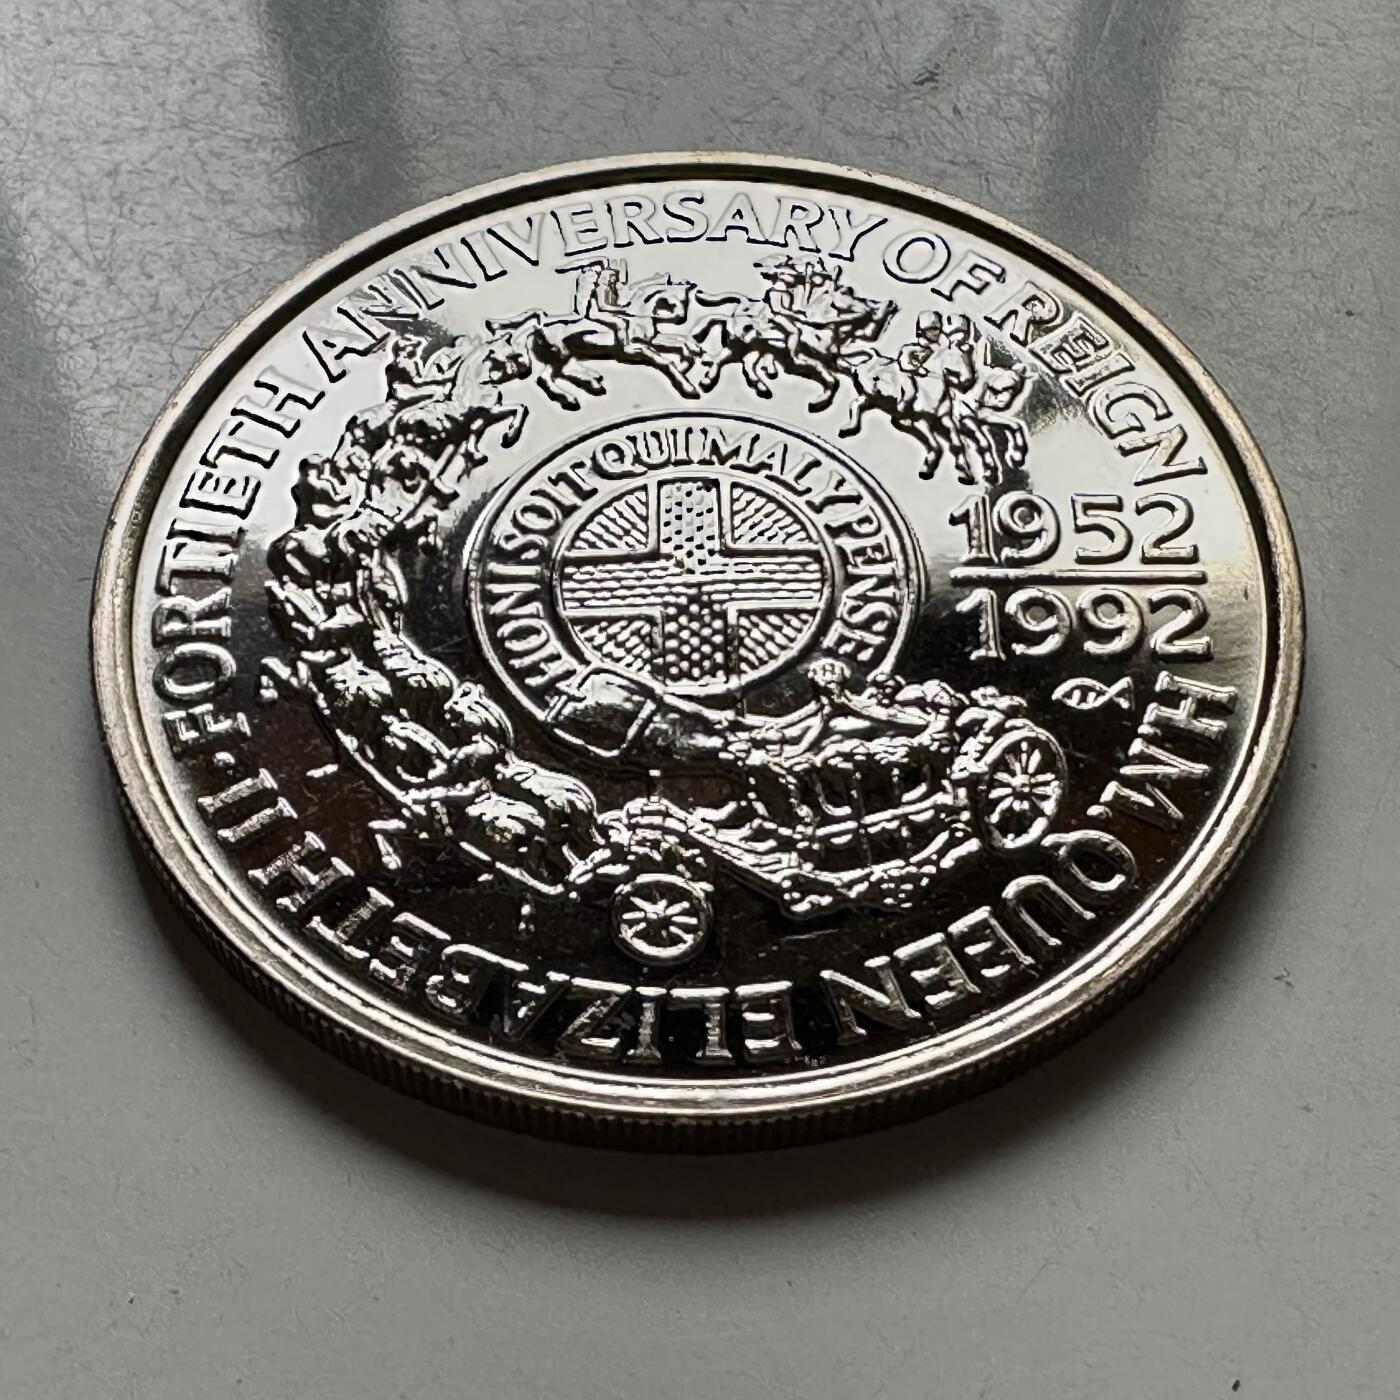 H.M. QUEEN ELIZABETH II · FORTIETH ANNIVERSARY OF REIGN
1952
1992
HONI SOIT QUI MAL Y PENSE